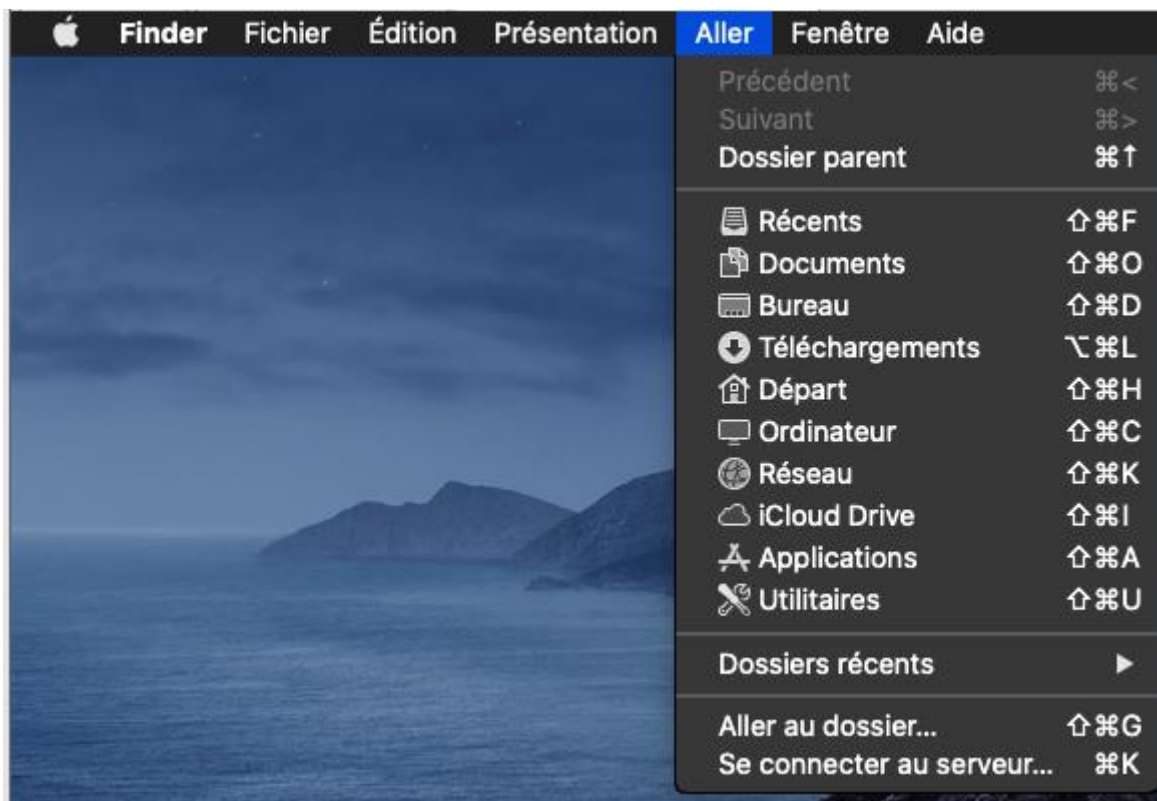 Finder Fichier Édition Présentation Aller Fenêtre Aide
Précédent ⌘<
Suivant ⌘>
Dossier parent ⌘↑
Récents ⇧⌘F
Documents ⇧⌘O
Bureau ⇧⌘D
Téléchargements ⌥⌘L
Départ ⇧⌘H
Ordinateur ⇧⌘C
Réseau ⇧⌘K
iCloud Drive ⇧⌘I
Applications ⇧⌘A
Utilitaires ⇧⌘U
Dossiers récents ▶
Aller au dossier... ⇧⌘G
Se connecter au serveur... ⌘K